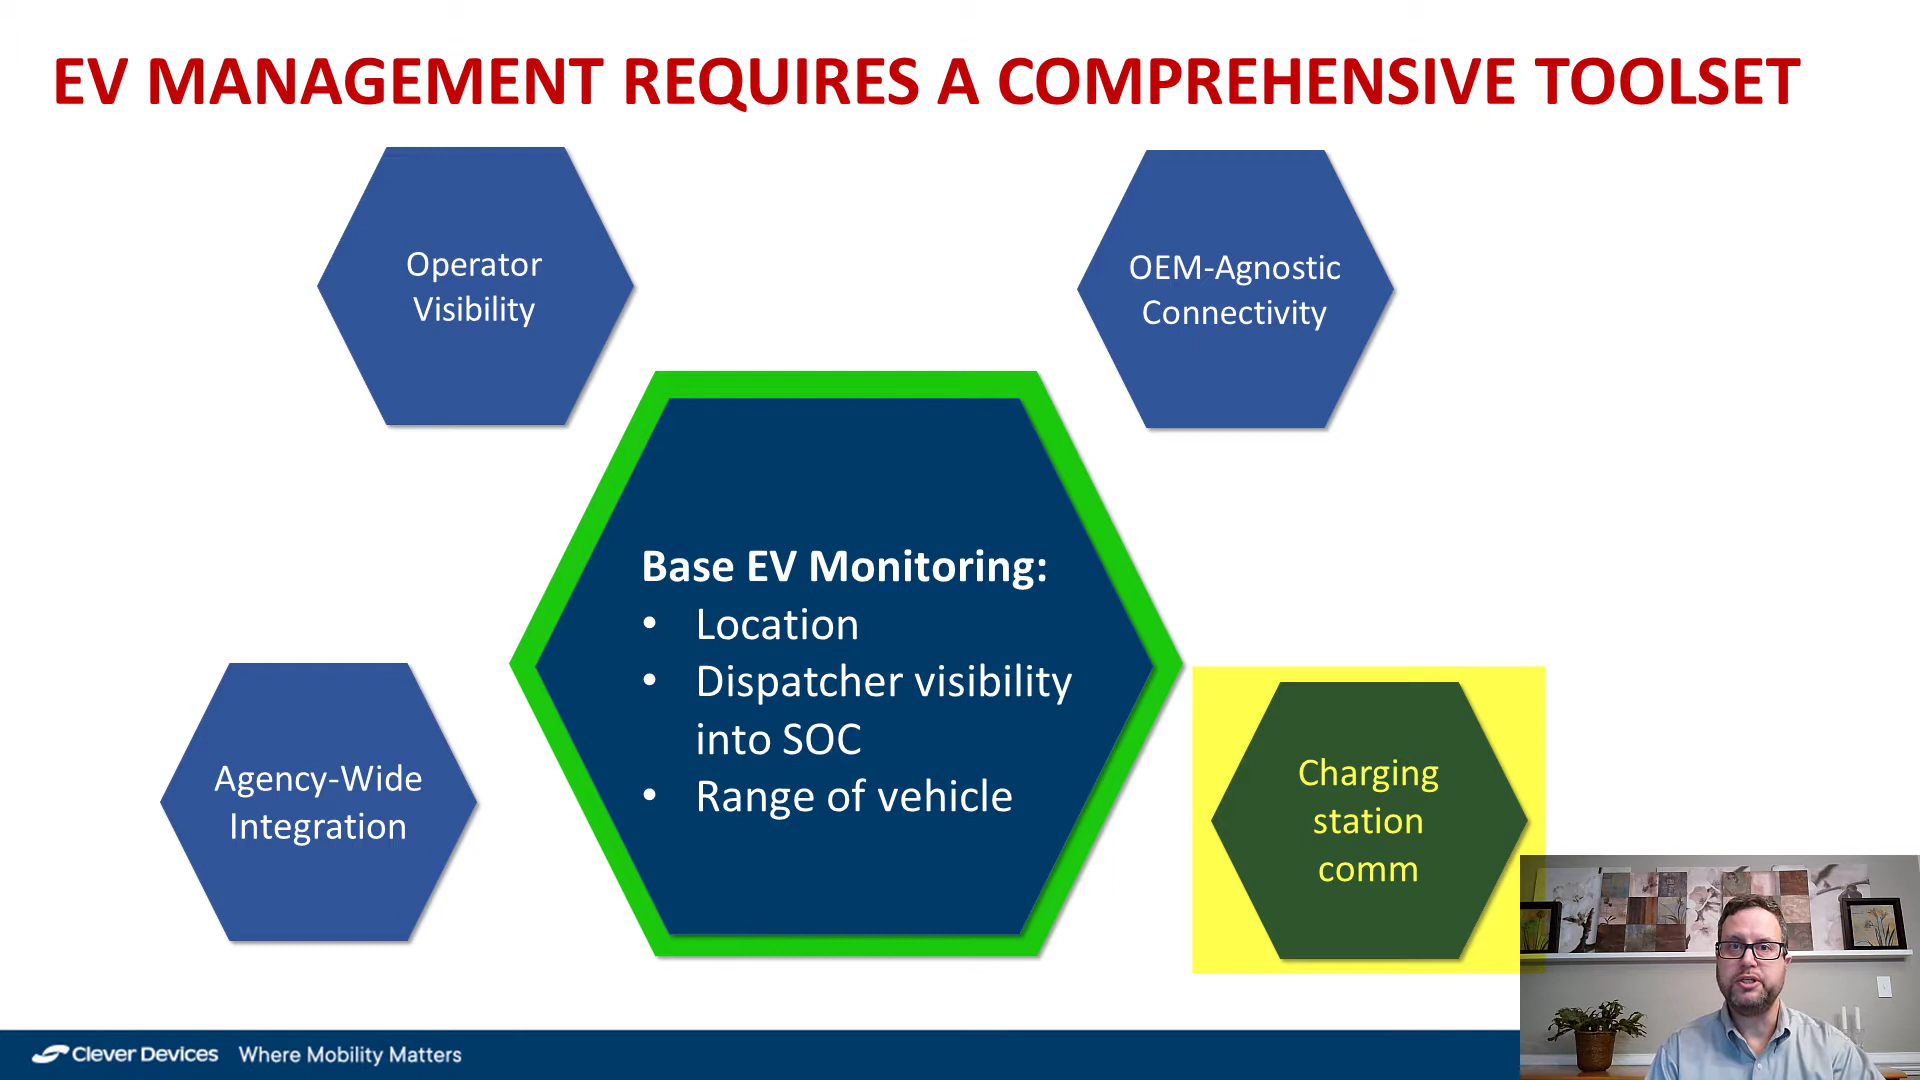 EV MANAGEMENT REQUIRES A COMPREHENSIVE TOOLSET
Operator
Visibility
OEM-Agnostic
Connectivity
Base EV Monitoring:
• Location
• Dispatcher visibility
into SOC
• Range of vehicle
Agency-Wide
Integration
Charging
station
comm
Clever Devices Where Mobility Matters